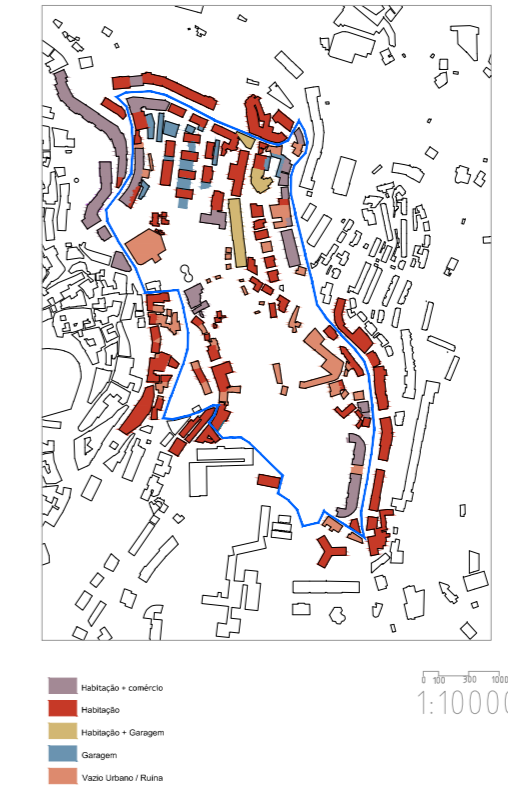 Habitação + comércio
Habitação
Habitação + Garagem
Garagem
Vazio Urbano / Ruína
0 100 300 1000
1:10000